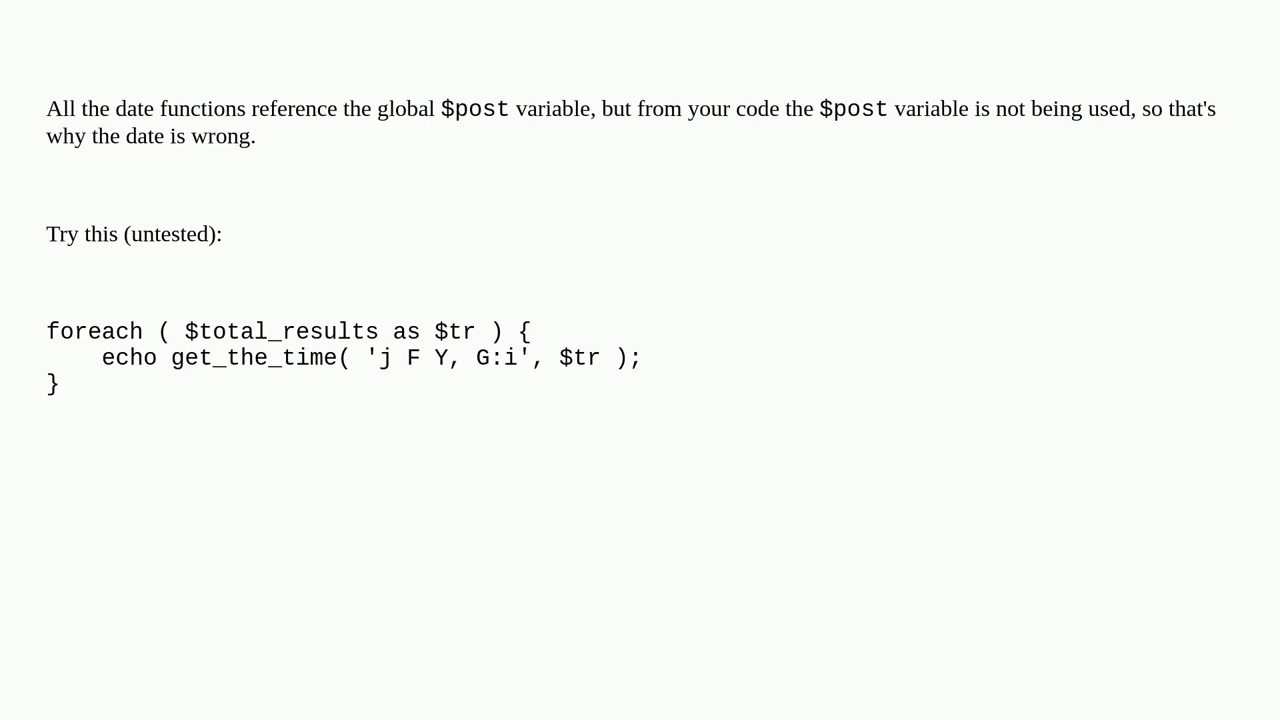 All the date functions reference the global $post variable, but from your code the $post variable is not being used, so that's
why the date is wrong.
Try this (untested):
foreach ( $total_results as $tr ) {
    echo get_the_time( 'j F Y, G:i', $tr );
}